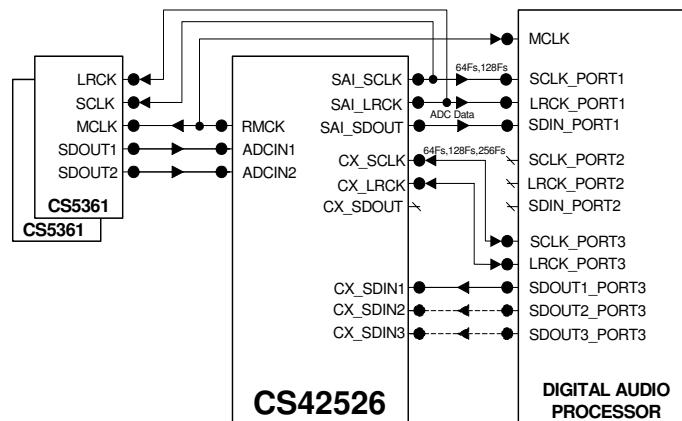 LRCK
SCLK
MCLK
SDOUT1
SDOUT2
CS5361
CS5361
RMCK
ADCIN1
ADCIN2
SAI_SCLK
SAI_LRCK
SAI_SDOUT
CX_SCLK
CX_LRCK
CX_SDOUT
CX_SDIN1
CX_SDIN2
CX_SDIN3
CS42526
64Fs,128Fs
ADC Data
64Fs,128Fs,256Fs
MCLK
SCLK_PORT1
LRCK_PORT1
SDIN_PORT1
SCLK_PORT2
LRCK_PORT2
SDIN_PORT2
SCLK_PORT3
LRCK_PORT3
SDOUT1_PORT3
SDOUT2_PORT3
SDOUT3_PORT3
DIGITAL AUDIO
PROCESSOR